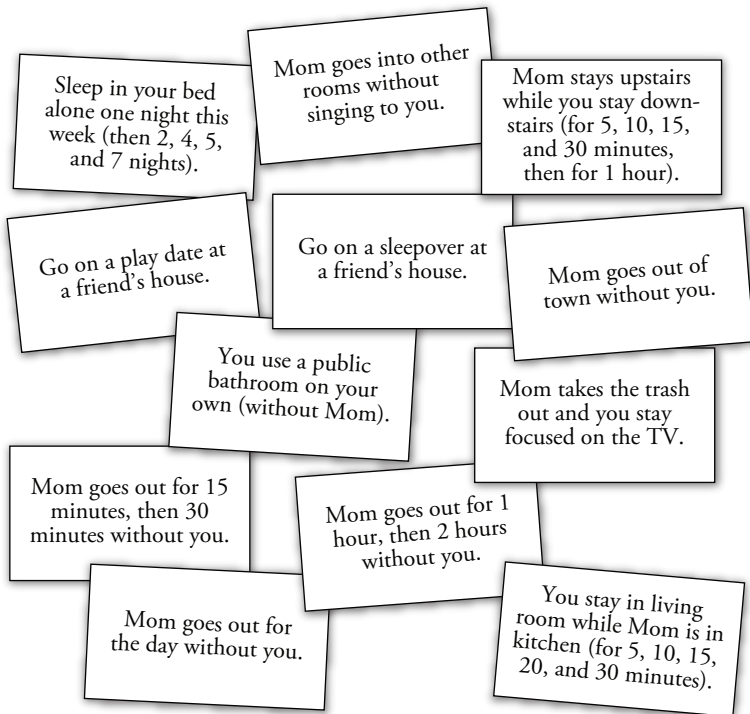 Sleep in your bed
alone one night this
week (then 2, 4, 5,
and 7 nights).
Mom goes into other
rooms without
singing to you.
Mom stays upstairs
while you stay down-
stairs (for 5, 10, 15,
and 30 minutes,
then for 1 hour).
Go on a play date at
a friend's house.
Go on a sleepover at
a friend's house.
Mom goes out of
town without you.
You use a public
bathroom on your
own (without Mom).
Mom takes the trash
out and you stay
focused on the TV.
Mom goes out for 15
minutes, then 30
minutes without you.
Mom goes out for 1
hour, then 2 hours
without you.
Mom goes out for
the day without you.
You stay in living
room while Mom is in
kitchen (for 5, 10, 15,
20, and 30 minutes).